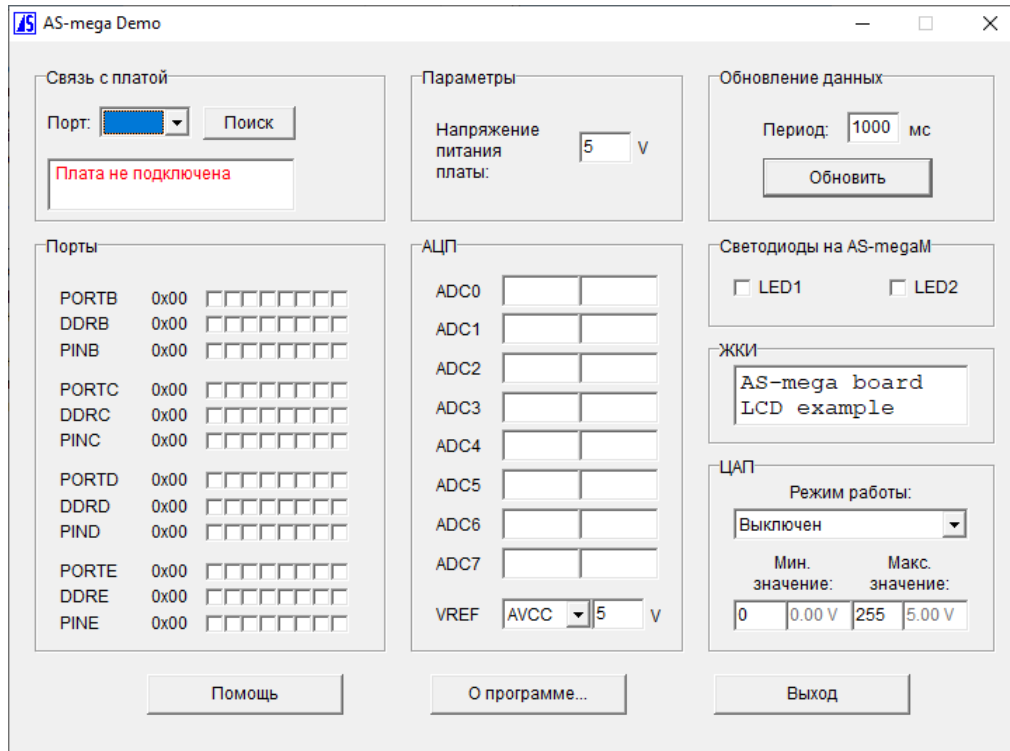 AS-mega Demo
Связь с платой
Порт:
Поиск
Плата не подключена
Параметры
Напряжение
питания
платы:
5 V
Обновление данных
Период: 1000 мс
Обновить
Порты
PORTB 0x00
DDRB 0x00
PINB 0x00
PORTC 0x00
DDRC 0x00
PINC 0x00
PORTD 0x00
DDRD 0x00
PIND 0x00
PORTE 0x00
DDRE 0x00
PINE 0x00
АЦП
ADC0
ADC1
ADC2
ADC3
ADC4
ADC5
ADC6
ADC7
VREF AVCC 5 V
Светодиоды на AS-megaM
LED1 LED2
ЖКИ
AS-mega board
LCD example
ЦАП
Режим работы:
Выключен
Мин. Макс.
значение: значение:
0 0.00 V 255 5.00 V
Помощь О программе... Выход